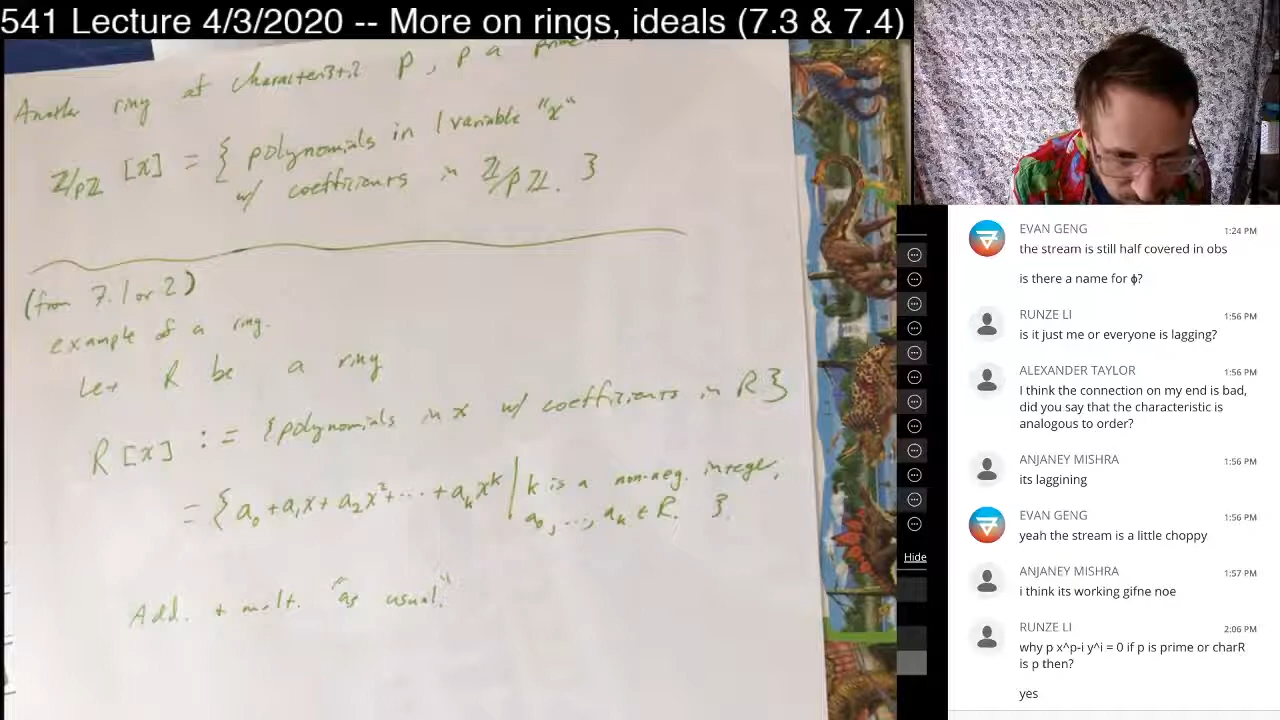 541 Lecture 4/3/2020 -- More on rings, ideals (7.3 & 7.4)
Another ring of characteristic p, p a prime
Z/pZ [x] = { polynomials in 1 variable "x"
w/ coefficients in Z/pZ. }
(from 7.1 or 2)
example of a ring.
Let R be a ring
R[x] := {polynomials in x w/ coefficients in R}
= { a₀ + a₁x + a₂x² + ··· + aₖxᵏ | k is a non-neg. integer,
a₀, ..., aₖ ∈ R. }
Add. + mult. "as usual."
EVAN GENG 1:24 PM
the stream is still half covered in obs
is there a name for ϕ?
RUNZE LI 1:56 PM
is it just me or everyone is lagging?
ALEXANDER TAYLOR 1:56 PM
I think the connection on my end is bad,
did you say that the characteristic is
analogous to order?
ANJANEY MISHRA 1:56 PM
its laggining
EVAN GENG 1:56 PM
yeah the stream is a little choppy
Hide
ANJANEY MISHRA 1:57 PM
i think its working gifne noe
RUNZE LI 2:06 PM
why p x^p-i y^i = 0 if p is prime or charR
is p then?
yes